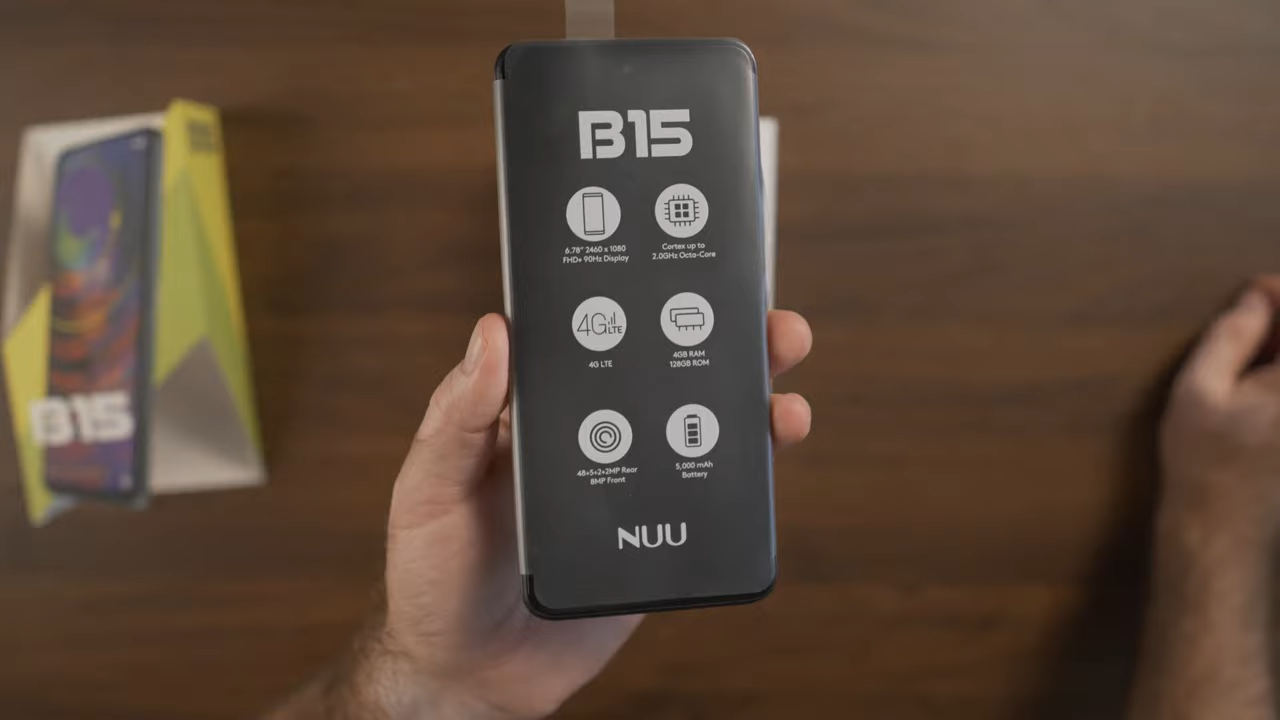 B15
6.78" 2460 x 1080
FHD+ 90Hz Display
Cortex up to
2.0GHz Octa-Core
4G LTE
4G LTE
4GB RAM
128GB ROM
48+5+2+2MP Rear
8MP Front
5,000 mAh
Battery
NUU
B15